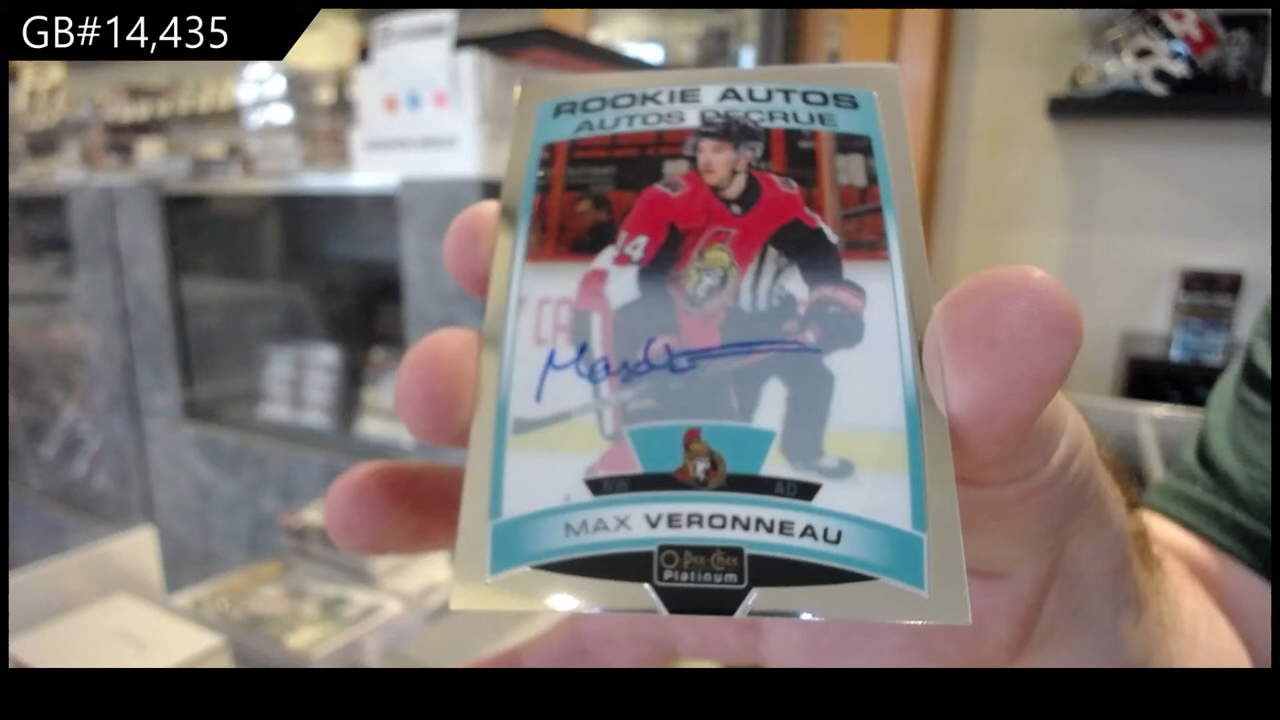 GB#14,435
ROOKIE AUTOS
AUTOS RECRUE
14
RW AD
MAX VERONNEAU
O-Pee-Chee
Platinum